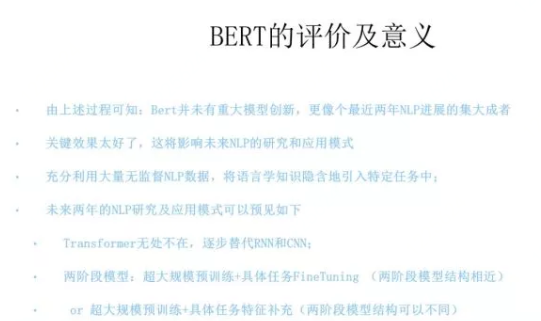 BERT的评价及意义
由上述过程可知：Bert并未有重大模型创新，更像个最近两年NLP进展的集大成者
关键效果太好了，这将影响未来NLP的研究和应用模式
充分利用大量无监督NLP数据，将语言学知识隐含地引入特定任务中；
未来两年的NLP研究及应用模式可以预见如下
Transformer无处不在，逐步替代RNN和CNN；
两阶段模型：超大规模预训练+具体任务FineTuning （两阶段模型结构相近）
or 超大规模预训练+具体任务特征补充（两阶段模型结构可以不同）